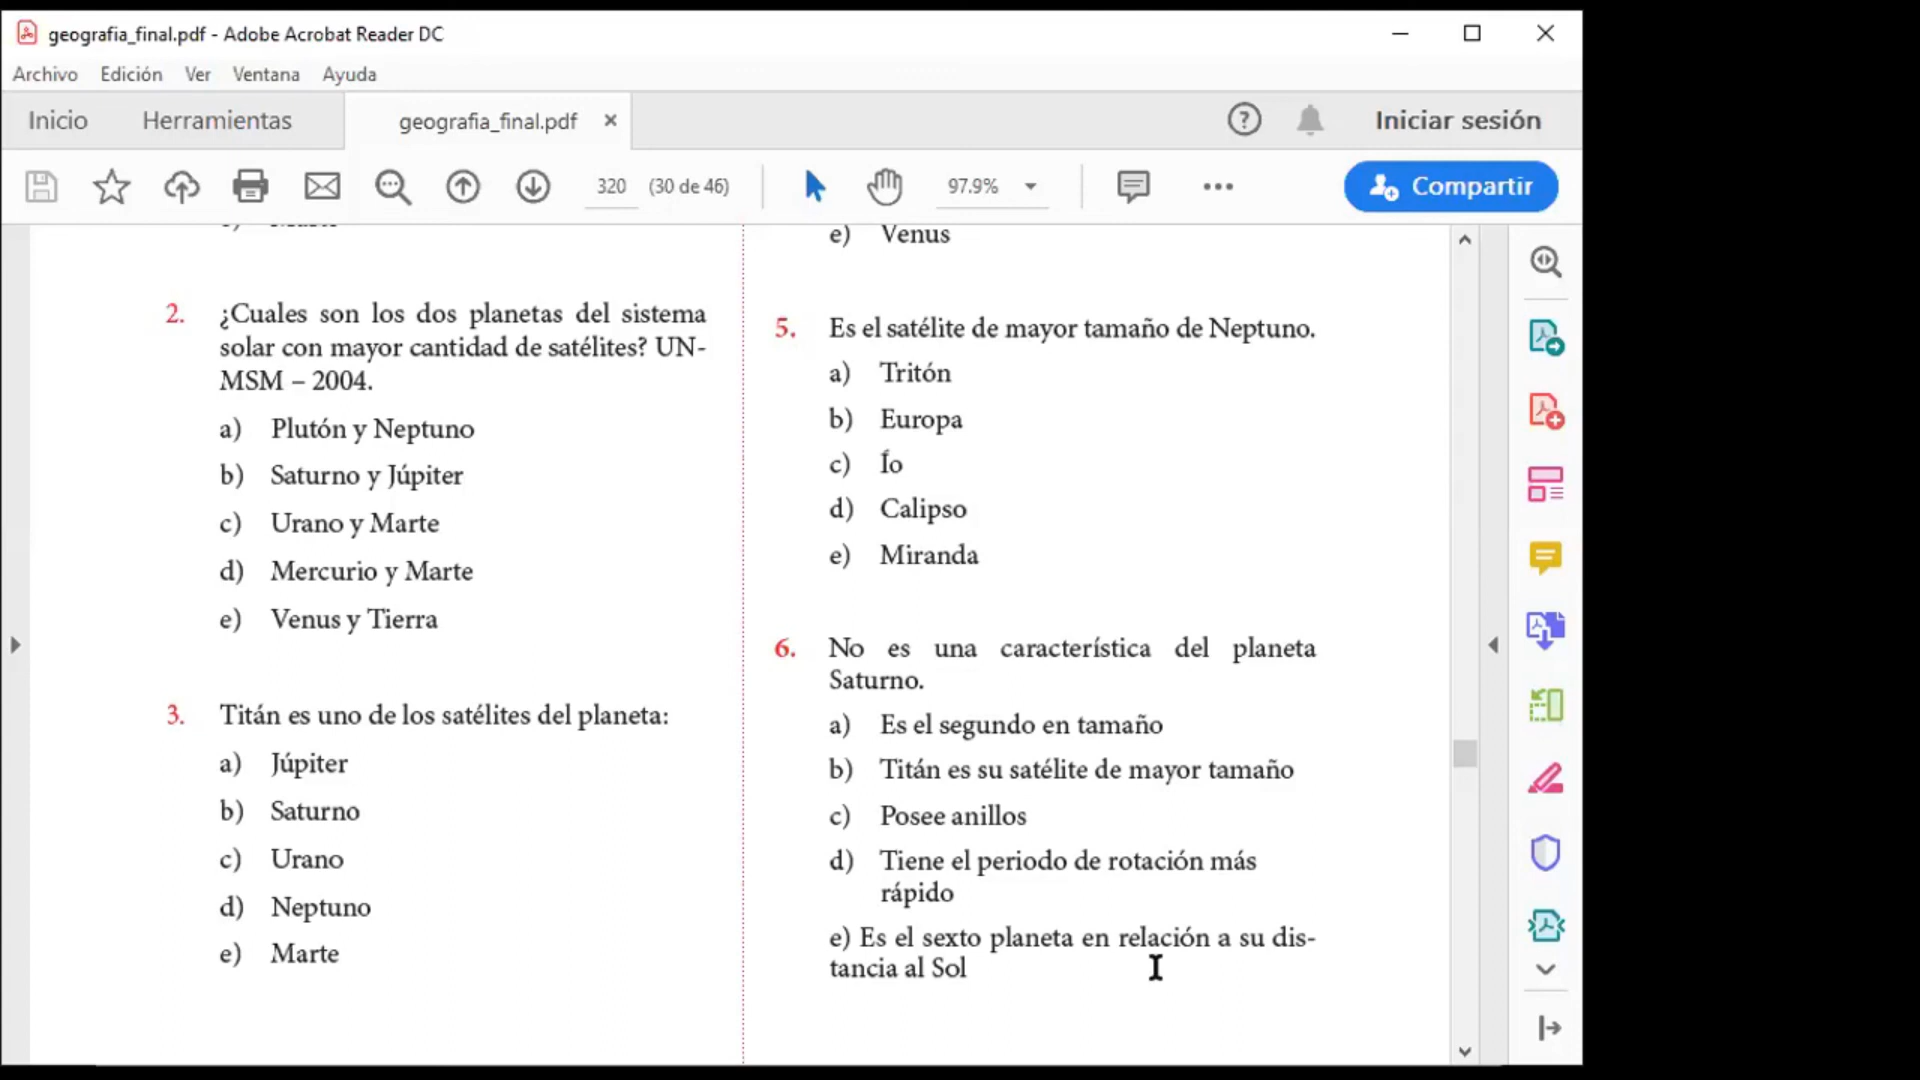 geografia_final.pdf - Adobe Acrobat Reader DC
Archivo Edición Ver Ventana Ayuda
Inicio Herramientas geografia_final.pdf × Iniciar sesión
320 (30 de 46) 97.9% Compartir
2. ¿Cuales son los dos planetas del sistema
solar con mayor cantidad de satélites? UN-
MSM – 2004.
a) Plutón y Neptuno
b) Saturno y Júpiter
c) Urano y Marte
d) Mercurio y Marte
e) Venus y Tierra
3. Titán es uno de los satélites del planeta:
a) Júpiter
b) Saturno
c) Urano
d) Neptuno
e) Marte
e) Venus
5. Es el satélite de mayor tamaño de Neptuno.
a) Tritón
b) Europa
c) Ío
d) Calipso
e) Miranda
6. No es una característica del planeta
Saturno.
a) Es el segundo en tamaño
b) Titán es su satélite de mayor tamaño
c) Posee anillos
d) Tiene el periodo de rotación más
rápido
e) Es el sexto planeta en relación a su dis-
tancia al Sol